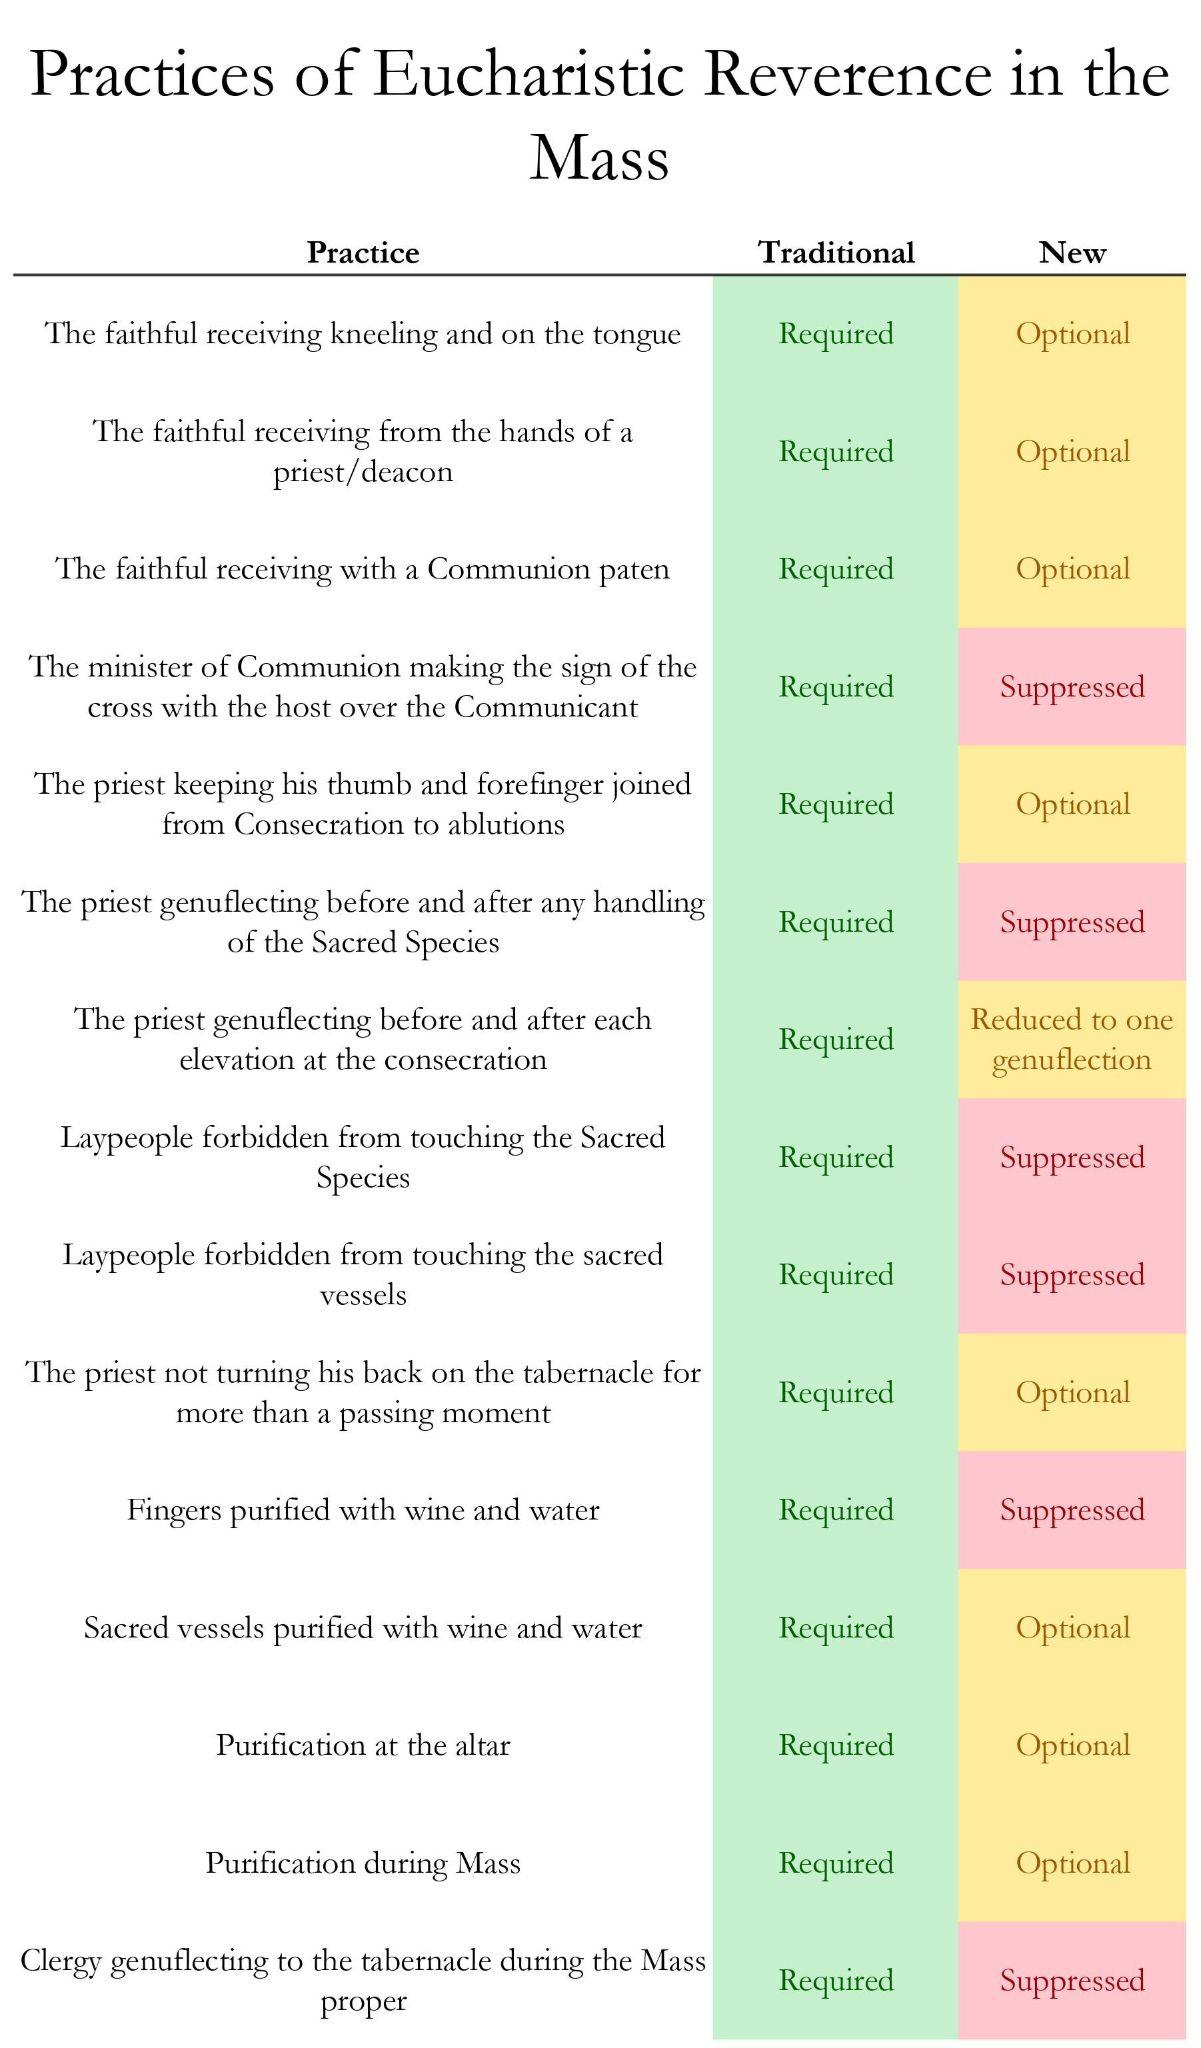 Practices of Eucharistic Reverence in the
Mass
Practice Traditional New
The faithful receiving kneeling and on the tongue Required Optional
The faithful receiving from the hands of a
priest/deacon
Required Optional
The faithful receiving with a Communion paten Required Optional
The minister of Communion making the sign of the
cross with the host over the Communicant
Required Suppressed
The priest keeping his thumb and forefinger joined
from Consecration to ablutions
Required Optional
The priest genuflecting before and after any handling
of the Sacred Species
Required Suppressed
The priest genuflecting before and after each
elevation at the consecration
Required
Reduced to one
genuflection
Laypeople forbidden from touching the Sacred
Species
Required Suppressed
Laypeople forbidden from touching the sacred
vessels
Required Suppressed
The priest not turning his back on the tabernacle for
more than a passing moment
Required Optional
Fingers purified with wine and water Required Suppressed
Sacred vessels purified with wine and water Required Optional
Purification at the altar Required Optional
Purification during Mass Required Optional
Clergy genuflecting to the tabernacle during the Mass
proper
Required Suppressed